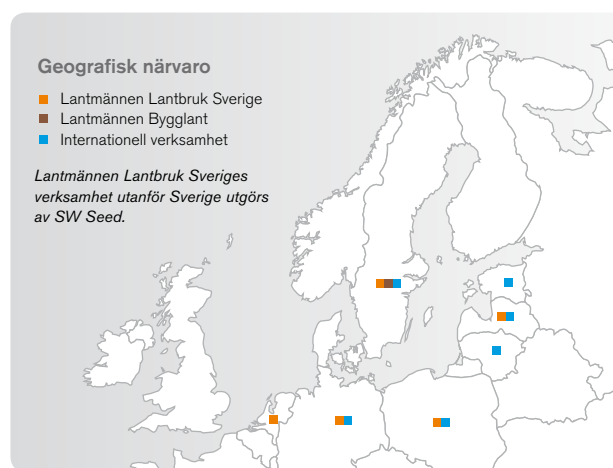 Geografisk närvaro
Lantmännen Lantbruk Sverige
Lantmännen Bygglant
Internationell verksamhet
Lantmännen Lantbruk Sveriges
verksamhet utanför Sverige utgörs
av SW Seed.